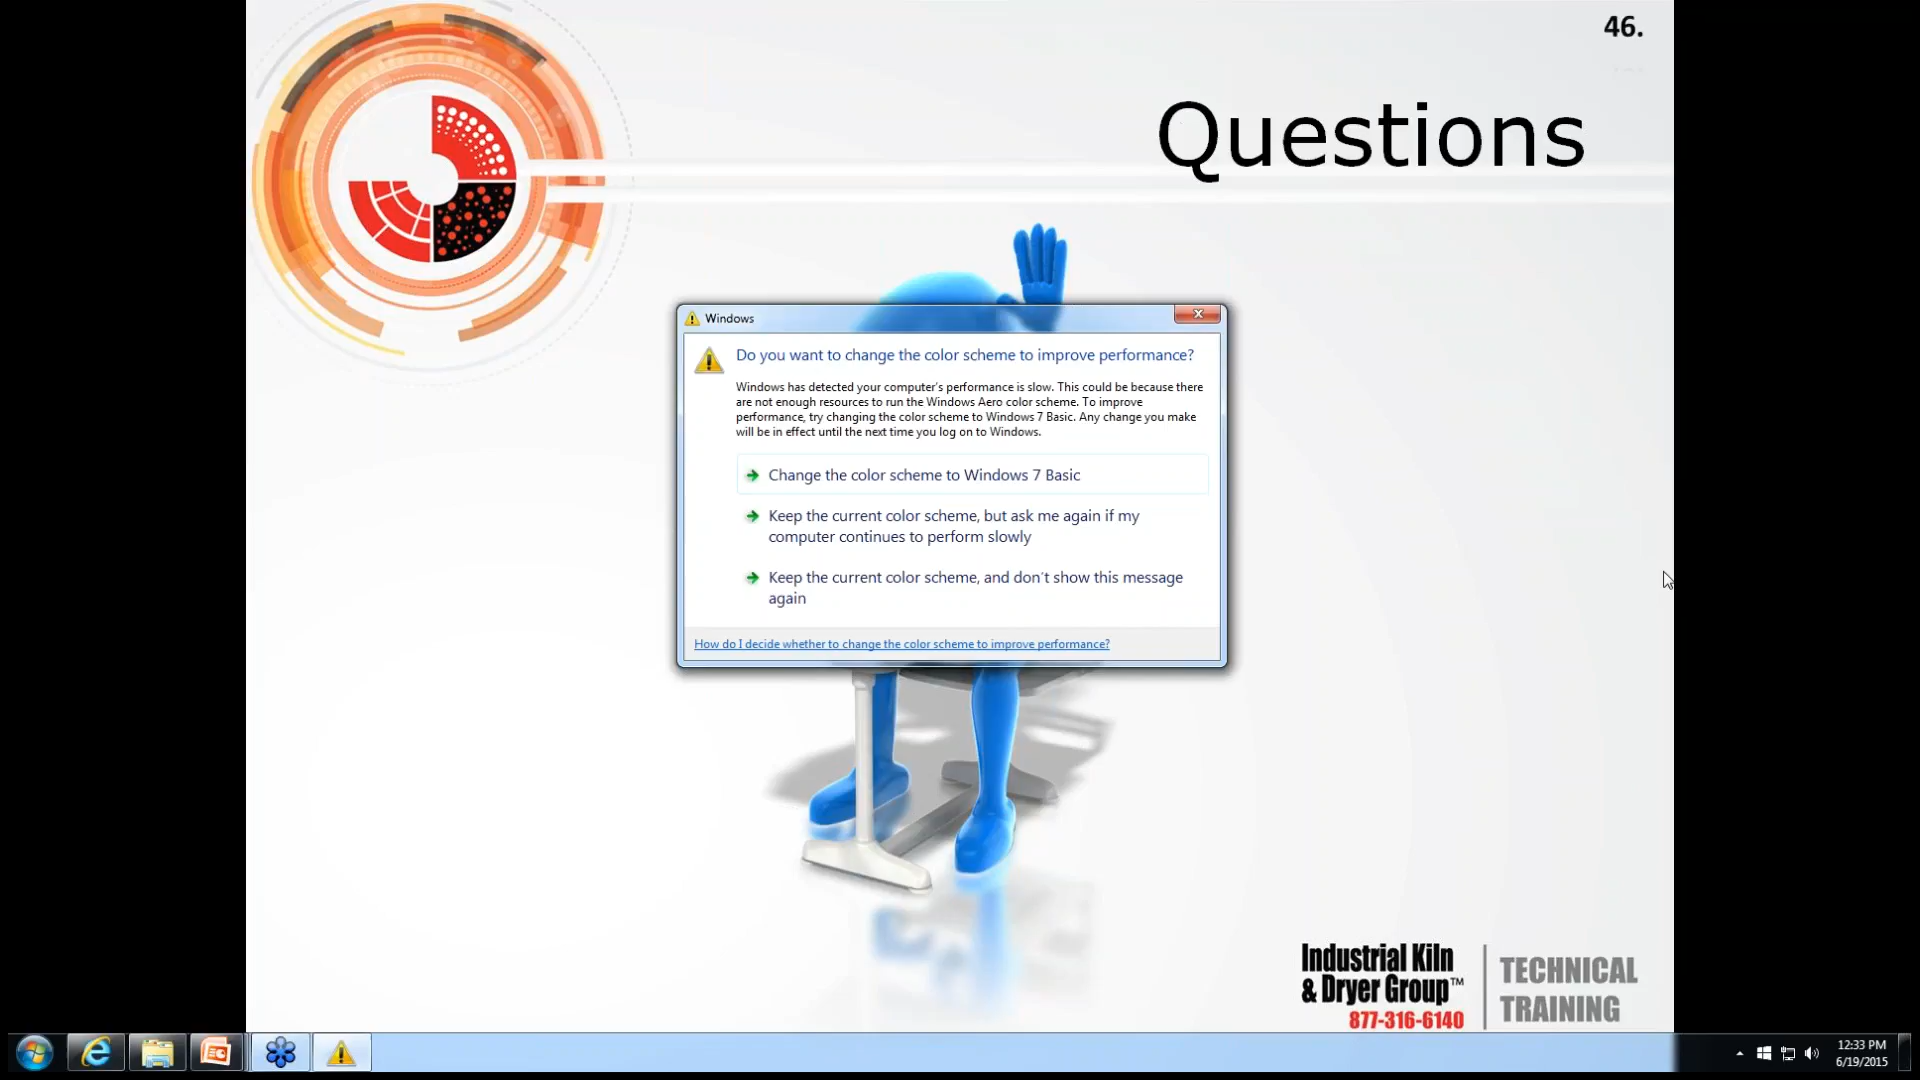 46.
Questions
Windows
Do you want to change the color scheme to improve performance?
Windows has detected your computer's performance is slow. This could be because there
are not enough resources to run the Windows Aero color scheme. To improve
performance, try changing the color scheme to Windows 7 Basic. Any change you make
will be in effect until the next time you log on to Windows.
Change the color scheme to Windows 7 Basic
Keep the current color scheme, but ask me again if my
computer continues to perform slowly
Keep the current color scheme, and don't show this message
again
How do I decide whether to change the color scheme to improve performance?
Industrial Kiln
& Dryer Group™
877-316-6140
TECHNICAL
TRAINING
12:33 PM
6/19/2015